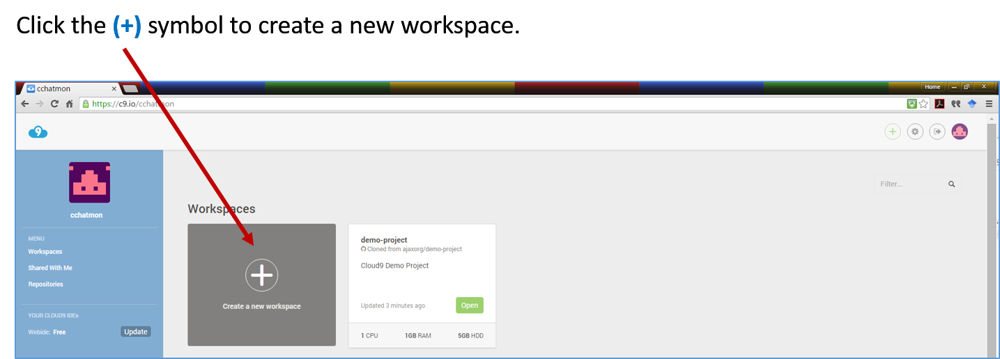 Click the (+) symbol to create a new workspace.
cchatmon
Home
https://c9.io/cchatmon
9
Filter...
cchatmon
MENU
Workspaces
Shared With Me
Repositories
YOUR CLOUD9 IDEs
Webide: Free Update
Workspaces
Create a new workspace
demo-project
Cloned from ajaxorg/demo-project
Cloud9 Demo Project
Updated 3 minutes ago. Open
1 CPU 1GB RAM 5GB HDD